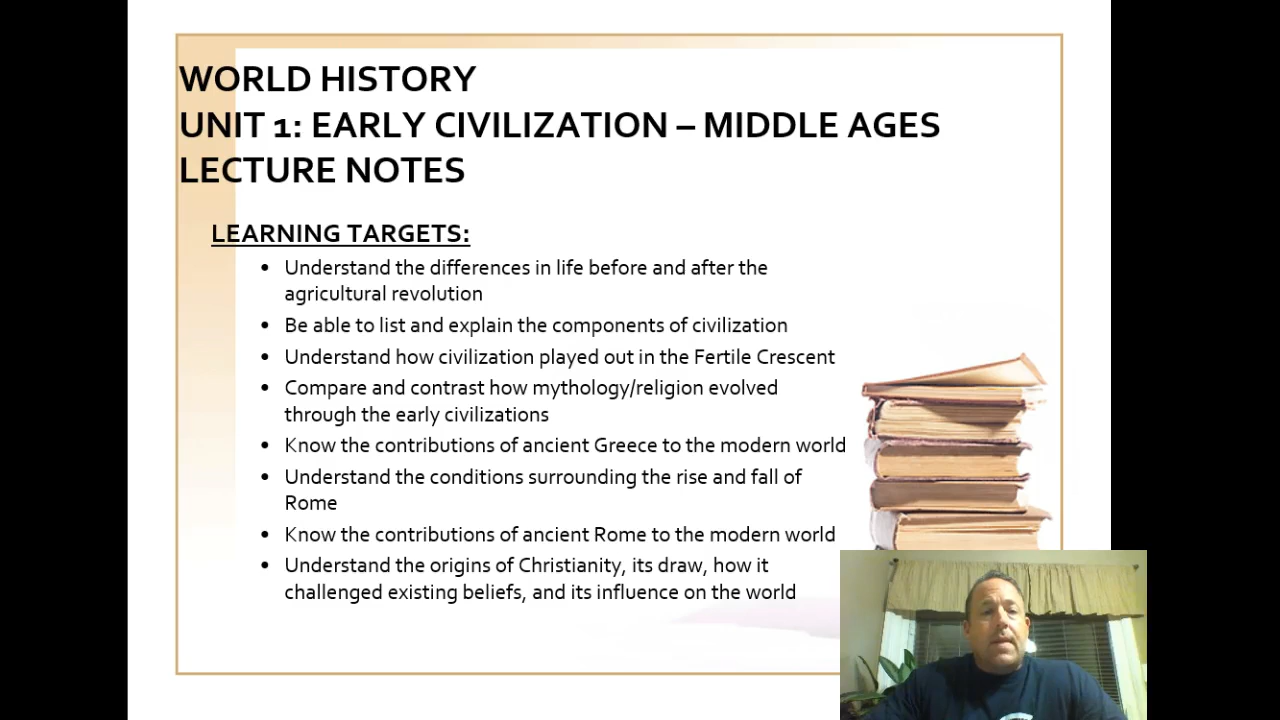 WORLD HISTORY
UNIT 1: EARLY CIVILIZATION – MIDDLE AGES
LECTURE NOTES
LEARNING TARGETS:
• Understand the differences in life before and after the
agricultural revolution
• Be able to list and explain the components of civilization
• Understand how civilization played out in the Fertile Crescent
• Compare and contrast how mythology/religion evolved
through the early civilizations
• Know the contributions of ancient Greece to the modern world
• Understand the conditions surrounding the rise and fall of
Rome
• Know the contributions of ancient Rome to the modern world
• Understand the origins of Christianity, its draw, how it
challenged existing beliefs, and its influence on the world